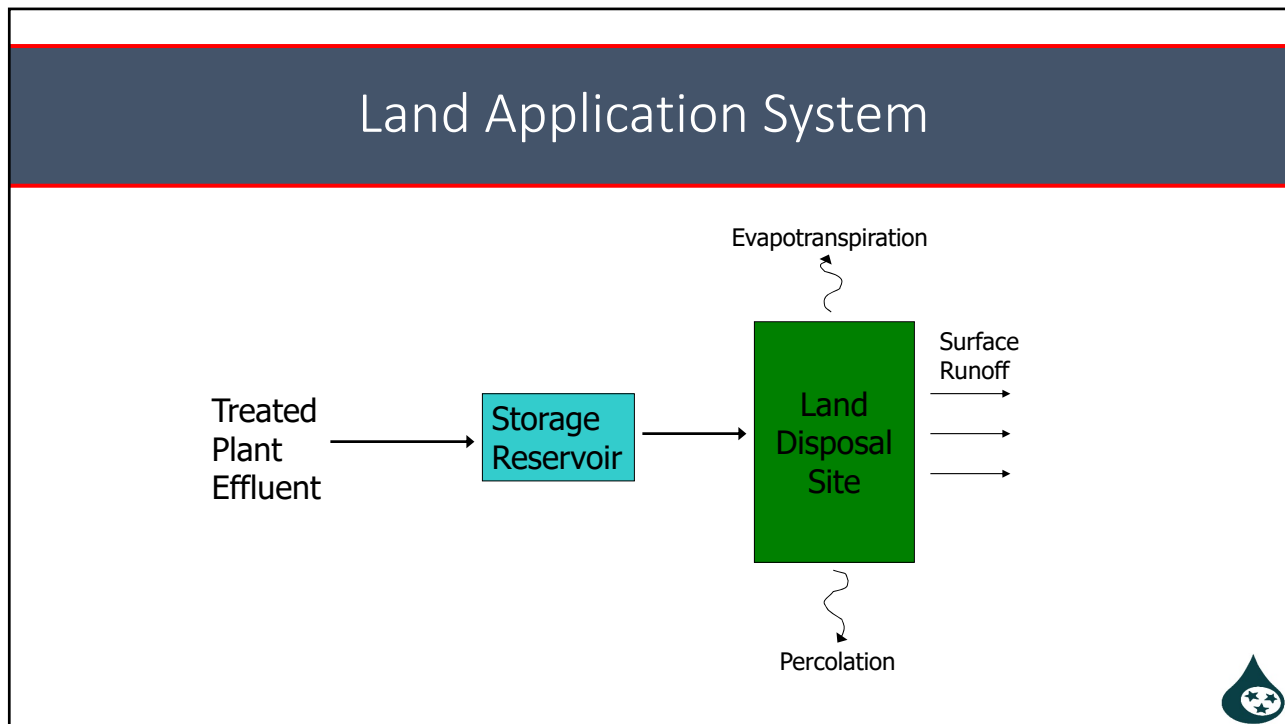 Land Application System
Evapotranspiration
Surface
Runoff
Treated
Plant
Effluent
Storage
Reservoir
Land
Disposal
Site
Percolation